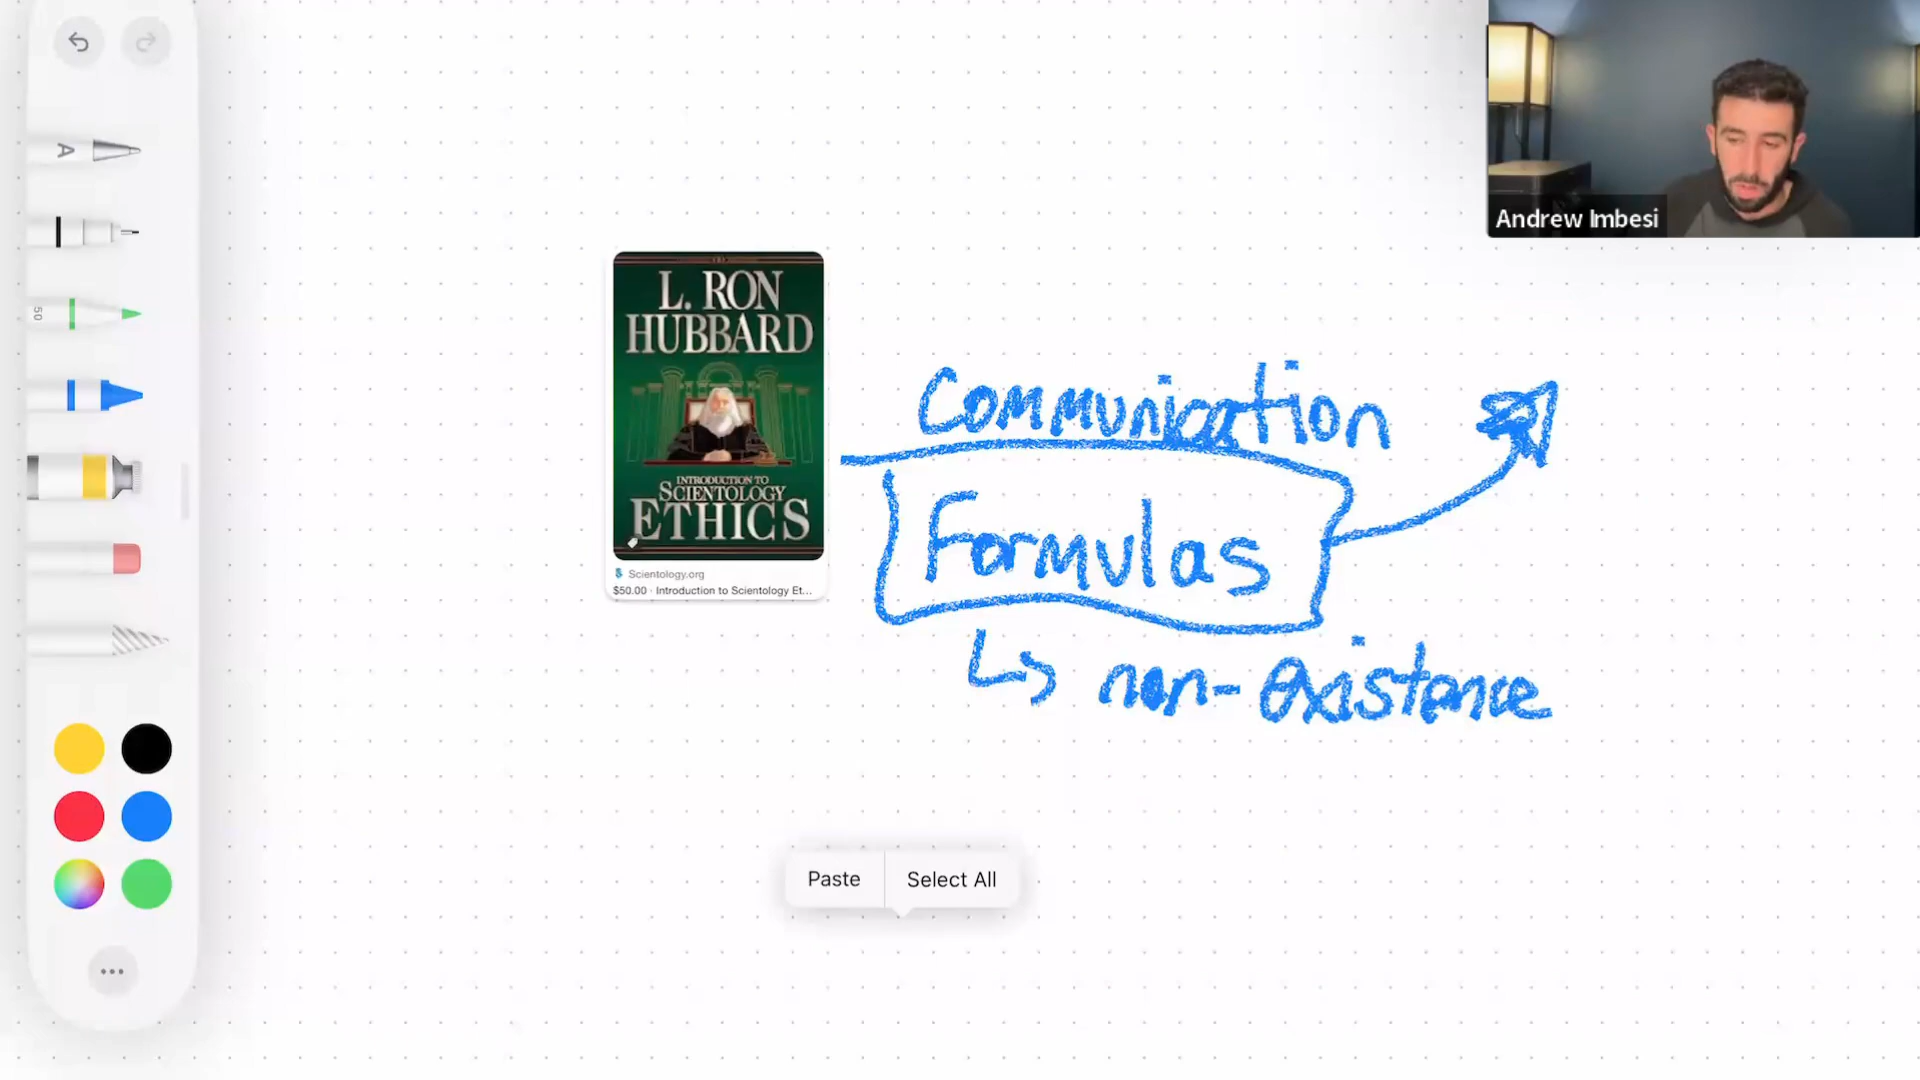 A
50
L. RON
HUBBARD
INTRODUCTION TO
SCIENTOLOGY
ETHICS
Scientology.org
$50.00 · Introduction to Scientology Et...
Communication
Formulas
non-existence
Paste
Select All
Andrew Imbesi